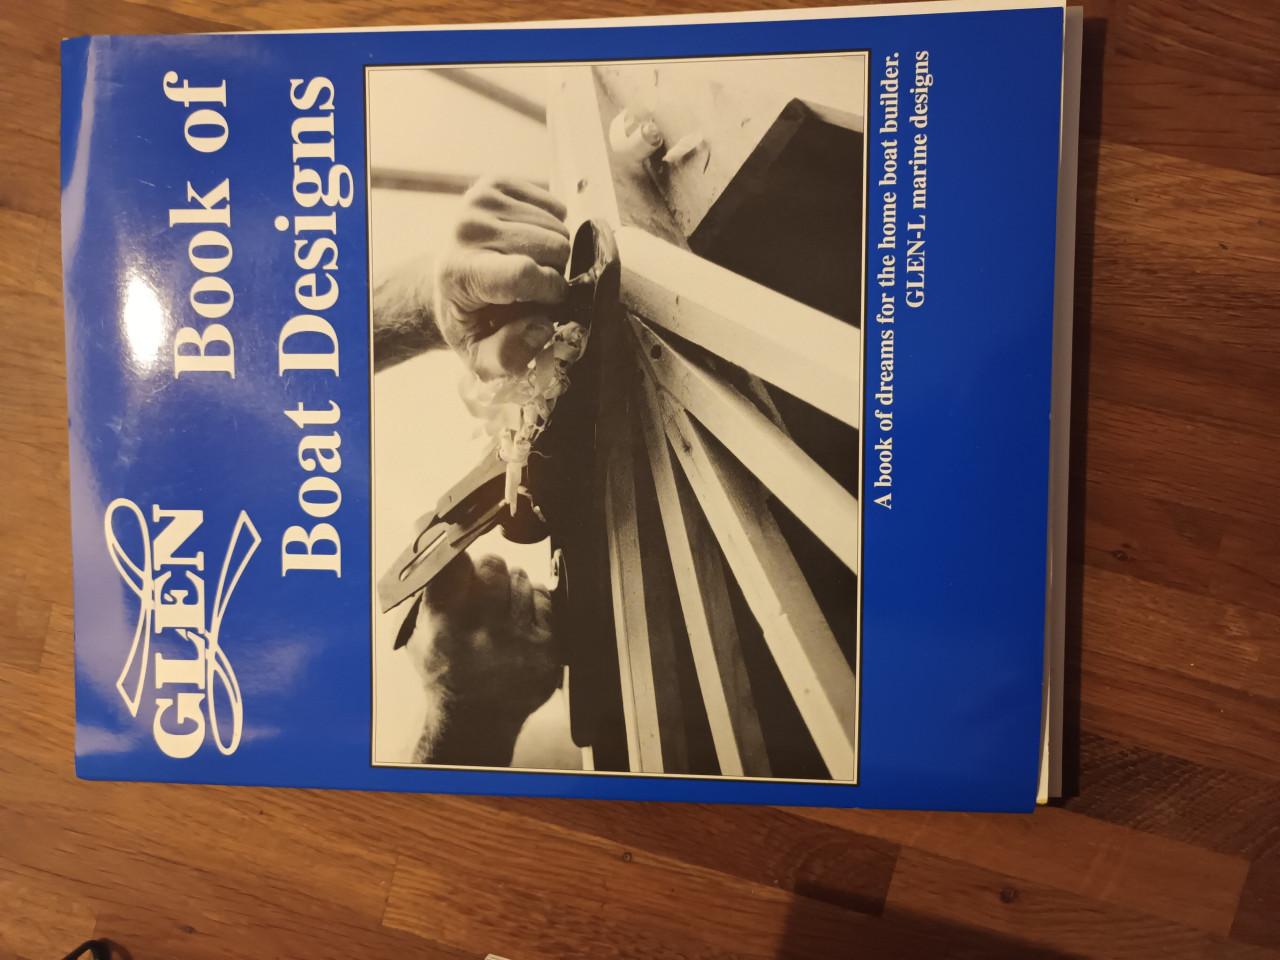 GLEN L Book of
Boat Designs
A book of dreams for the home boat builder.
GLEN-L marine designs